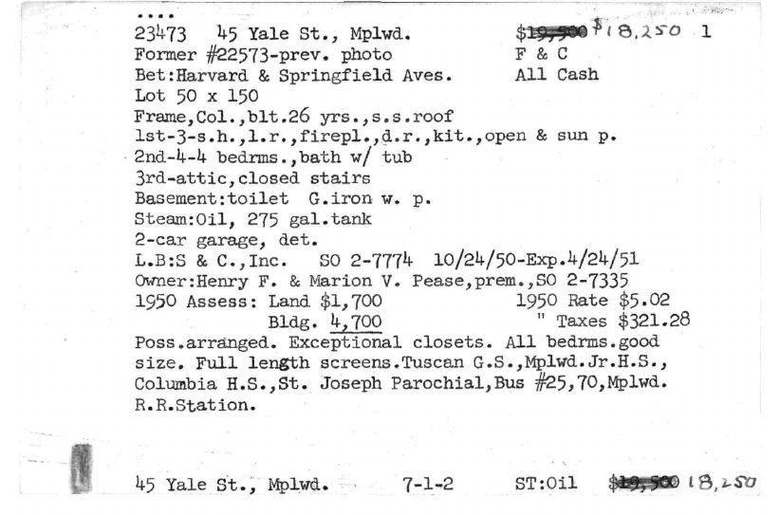 23473 45 Yale St., Mplwd. $19,500 $18,250 1
Former #22573-prev. photo F & C
Bet:Harvard & Springfield Aves. All Cash
Lot 50 x 150
Frame,Col.,blt.26 yrs.,s.s.roof
1st-3-s.h.,l.r.,firepl.,d.r.,kit.,open & sun p.
2nd-4-4 bedrms.,bath w/ tub
3rd-attic,closed stairs
Basement:toilet G.iron w. p.
Steam:Oil, 275 gal.tank
2-car garage, det.
L.B:S & C.,Inc. SO 2-7774 10/24/50-Exp.4/24/51
Owner:Henry F. & Marion V. Pease,prem.,SO 2-7335
1950 Assess: Land $1,700 1950 Rate $5.02
Bldg. 4,700 " Taxes $321.28
Poss.arranged. Exceptional closets. All bedrms.good
size. Full length screens.Tuscan G.S.,Mplwd.Jr.H.S.,
Columbia H.S.,St. Joseph Parochial,Bus #25,70,Mplwd.
R.R.Station.
45 Yale St., Mplwd. 7-1-2 ST:Oil $19,500 18,250